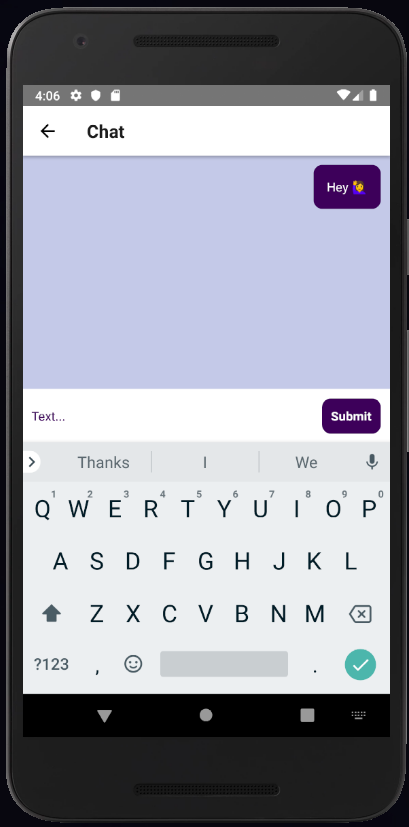 4:06
Chat
Hey 🙋‍♀️
Text...
Submit
Thanks I We
Q 1 W 2 E 3 R 4 T 5 Y 6 U 7 I 8 O 9 P 0
A S D F G H J K L
Z X C V B N M
?123 , .